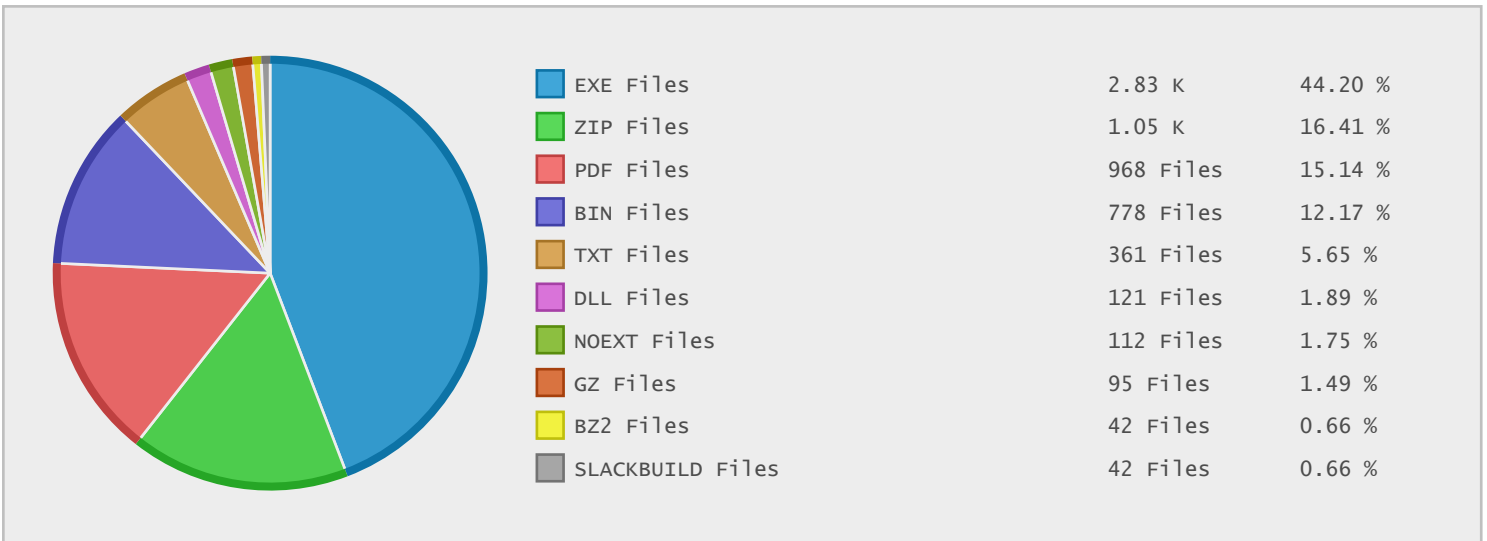 EXE Files 2.83 K 44.20 %
ZIP Files 1.05 K 16.41 %
PDF Files 968 Files 15.14 %
BIN Files 778 Files 12.17 %
TXT Files 361 Files 5.65 %
DLL Files 121 Files 1.89 %
NOEXT Files 112 Files 1.75 %
GZ Files 95 Files 1.49 %
BZ2 Files 42 Files 0.66 %
SLACKBUILD Files 42 Files 0.66 %